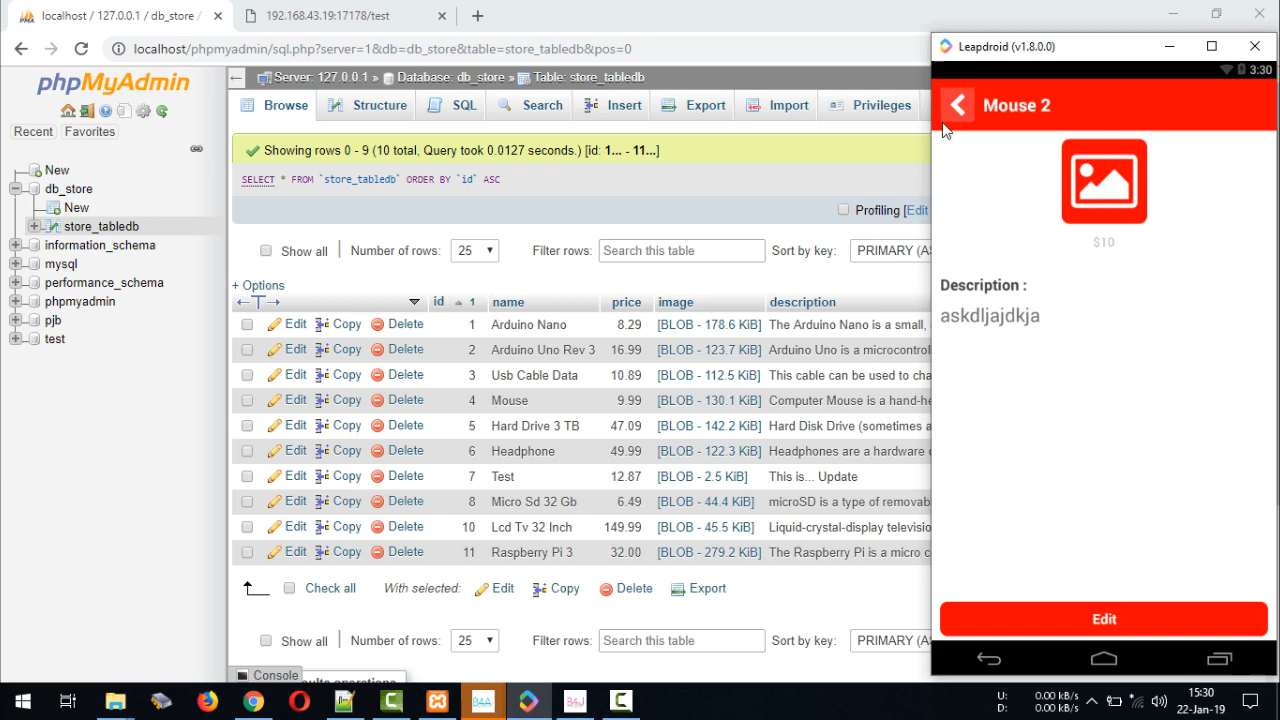 localhost / 127.0.0.1 / db_store /
192.168.43.19:17178/test
localhost/phpmyadmin/sql.php?server=1&db=db_store&table=store_tabledb&pos=0
phpMyAdmin
Recent
Favorites
New
db_store
New
store_tabledb
information_schema
mysql
performance_schema
phpmyadmin
pjb
test
Server: 127.0.0.1 » Database: db_store » Table: store_tabledb
Browse Structure SQL Search Insert Export Import Privileges
Showing rows 0 - 9 (10 total, Query took 0.0127 seconds.) [id: 1... - 11...]
SELECT * FROM `store_tabledb` ORDER BY `id` ASC
Profiling [Edit
Show all Number of rows: 25 Filter rows: Search this table Sort by key: PRIMARY (A
+ Options
id 1 name price image description
Edit Copy Delete 1 Arduino Nano 8.29 [BLOB - 178.6 KiB] The Arduino Nano is a small,
Edit Copy Delete 2 Arduino Uno Rev 3 16.99 [BLOB - 123.7 KiB] Arduino Uno is a microcontrol
Edit Copy Delete 3 Usb Cable Data 10.89 [BLOB - 112.5 KiB] This cable can be used to cha
Edit Copy Delete 4 Mouse 9.99 [BLOB - 130.1 KiB] Computer Mouse is a hand-he
Edit Copy Delete 5 Hard Drive 3 TB 47.09 [BLOB - 142.2 KiB] Hard Disk Drive (sometimes a
Edit Copy Delete 6 Headphone 49.99 [BLOB - 122.3 KiB] Headphones are a hardware
Edit Copy Delete 7 Test 12.87 [BLOB - 2.5 KiB] This is... Update
Edit Copy Delete 8 Micro Sd 32 Gb 6.49 [BLOB - 44.4 KiB] microSD is a type of removab
Edit Copy Delete 10 Lcd Tv 32 Inch 149.99 [BLOB - 45.5 KiB] Liquid-crystal-display televisio
Edit Copy Delete 11 Raspberry Pi 3 32.00 [BLOB - 279.2 KiB] The Raspberry Pi is a micro c
Check all With selected: Edit Copy Delete Export
Show all Number of rows: 25 Filter rows: Search this table Sort by key: PRIMARY (A
Console
sults operations
Leapdroid (v1.8.0.0)
3:30
Mouse 2
$10
Description :
askdljajdkja
Edit
B4A
B4J
U: 0.00 kB/s
D: 0.00 kB/s
15:30
22-Jan-19